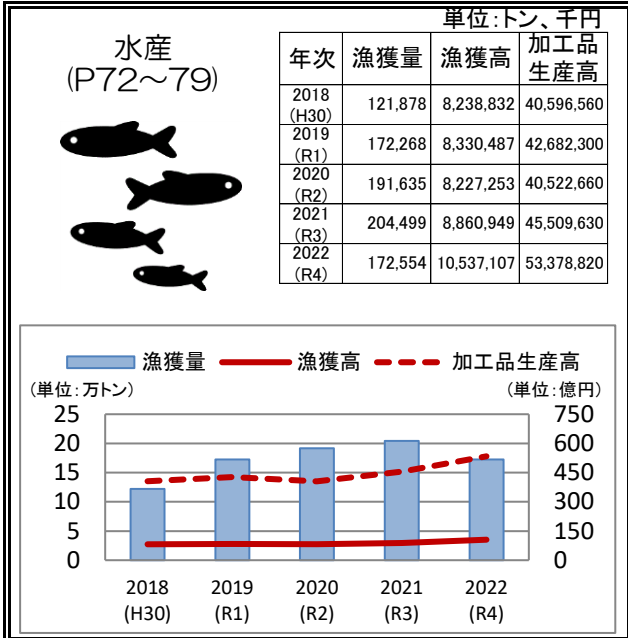 水産
(P72～79)
単位:トン、千円
年次 漁獲量 漁獲高 加工品生産高
2018(H30) 121,878 8,238,832 40,596,560
2019(R1) 172,268 8,330,487 42,682,300
2020(R2) 191,635 8,227,253 40,522,660
2021(R3) 204,499 8,860,949 45,509,630
2022(R4) 172,554 10,537,107 53,378,820
漁獲量 漁獲高 加工品生産高
(単位:万トン) (単位:億円)
25 750
20 600
15 450
10 300
5 150
0 0
2018 2019 2020 2021 2022
(H30) (R1) (R2) (R3) (R4)